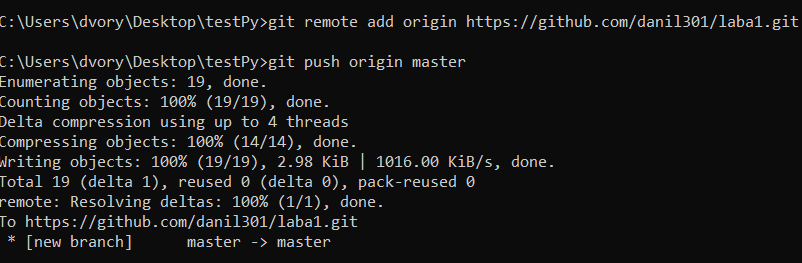 C:\Users\dvory\Desktop\testPy>git remote add origin https://github.com/danil301/laba1.git
C:\Users\dvory\Desktop\testPy>git push origin master
Enumerating objects: 19, done.
Counting objects: 100% (19/19), done.
Delta compression using up to 4 threads
Compressing objects: 100% (14/14), done.
Writing objects: 100% (19/19), 2.98 KiB | 1016.00 KiB/s, done.
Total 19 (delta 1), reused 0 (delta 0), pack-reused 0
remote: Resolving deltas: 100% (1/1), done.
To https://github.com/danil301/laba1.git
 * [new branch]      master -> master